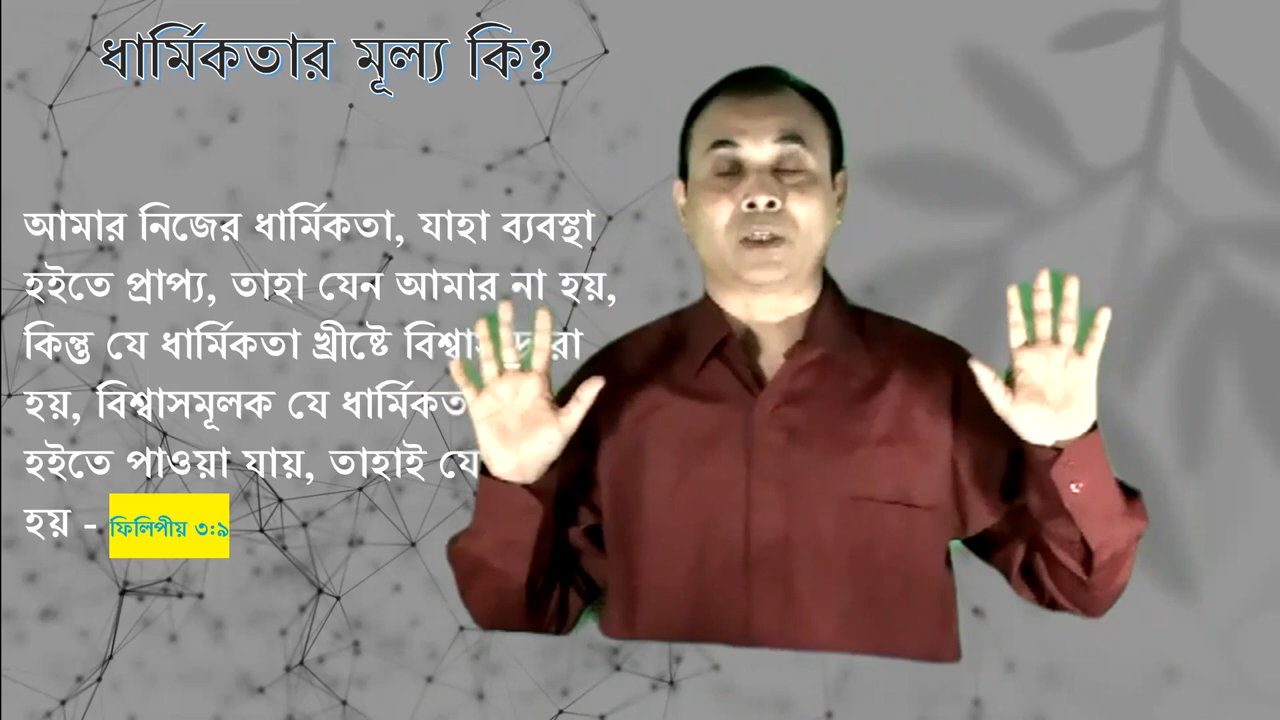 ধার্মিকতার মূল্য কি?
আমার নিজের ধার্মিকতা, যাহা ব্যবস্থা
হইতে প্রাপ্য, তাহা যেন আমার না হয়,
কিন্তু যে ধার্মিকতা খ্রীষ্টে
হয়, বিশ্বাসমূলক যে
হইতে পাওয়া যায়, তাহাই
হয় - ফিলিপীয় ৩:৯